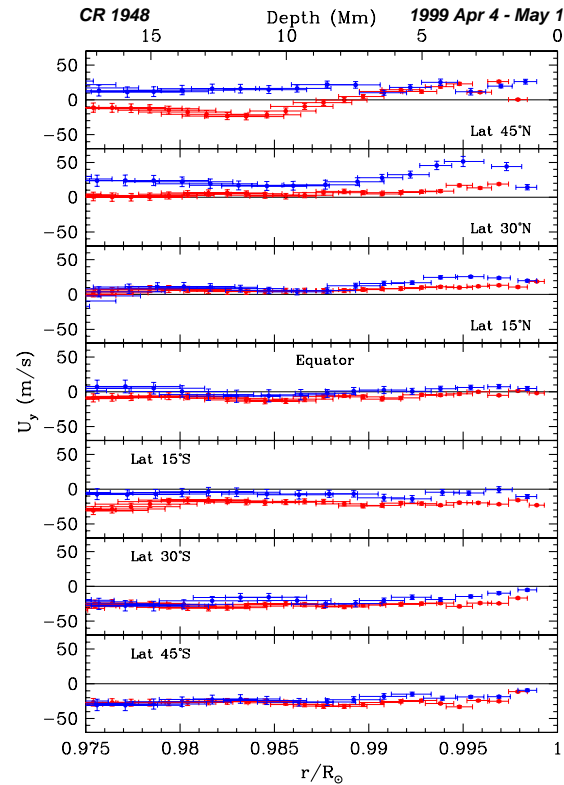 CR 1948 Depth (Mm) 1999 Apr 4 - May 1
15 10 5 0
50
0
−50
Lat 45°N
50
0
−50
Lat 30°N
50
0
−50
Lat 15°N
50
0
−50
Equator
50
0
−50
Lat 15°S
50
0
−50
Lat 30°S
50
0
−50
Lat 45°S
U_y (m/s)
0.975 0.98 0.985 0.99 0.995 1
r/R_⊙